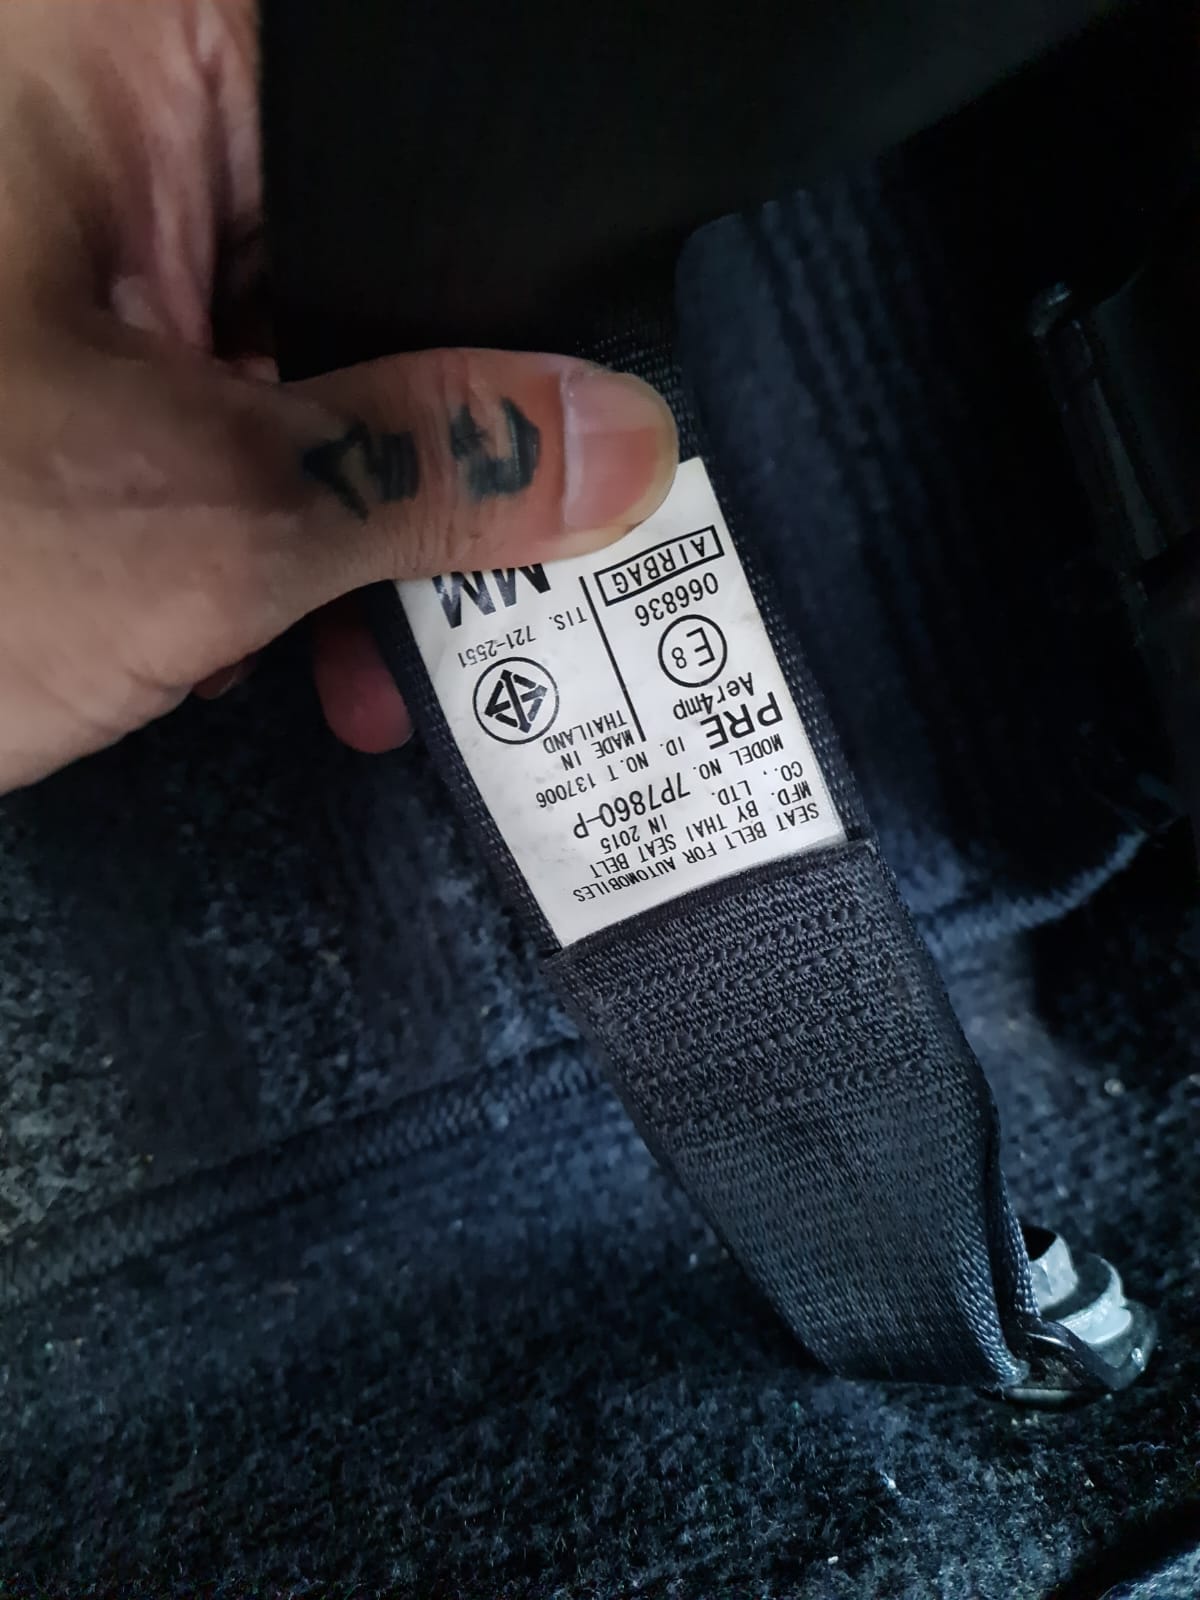 SEAT BELT FOR AUTOMOBILES
MFD. BY THAI SEAT BELT
CO., LTD. IN 2015
MODEL NO. 7P7860-P
PRE ID. NO.T 137006
Aer4mp
MADE IN
THAILAND
E 8
066836
TIS. 721-2551
AIRBAG
MM